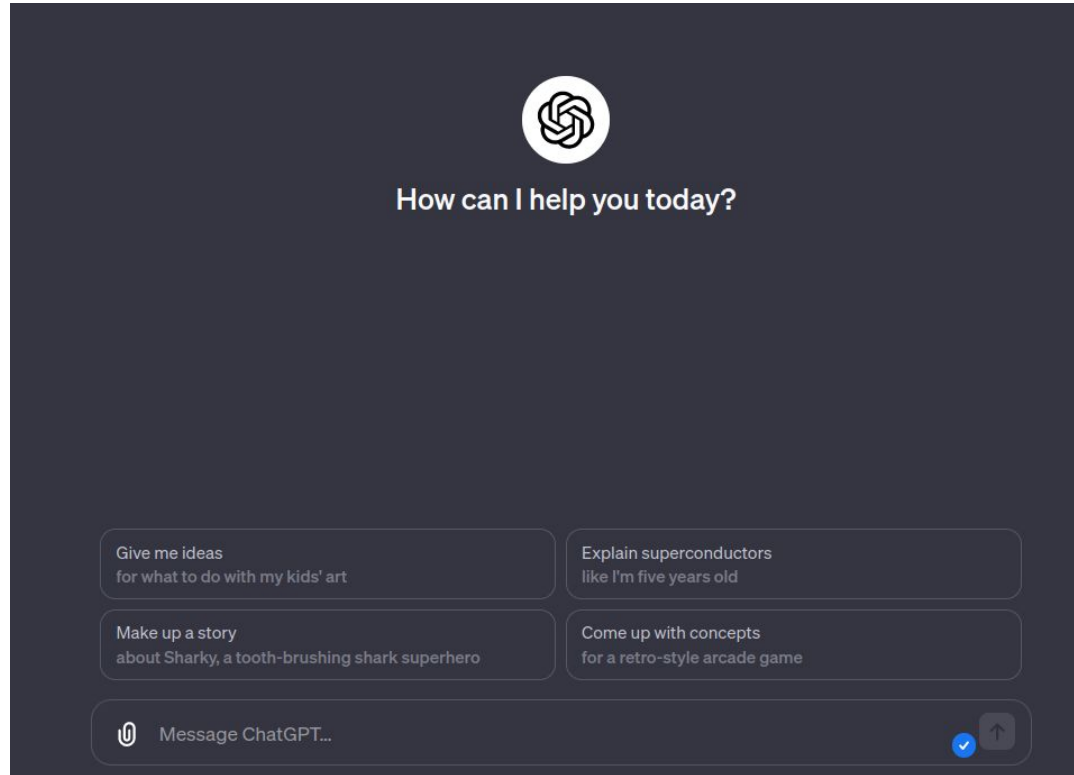 How can I help you today?
Give me ideas
for what to do with my kids' art
Explain superconductors
like I'm five years old
Make up a story
about Sharky, a tooth-brushing shark superhero
Come up with concepts
for a retro-style arcade game
Message ChatGPT...